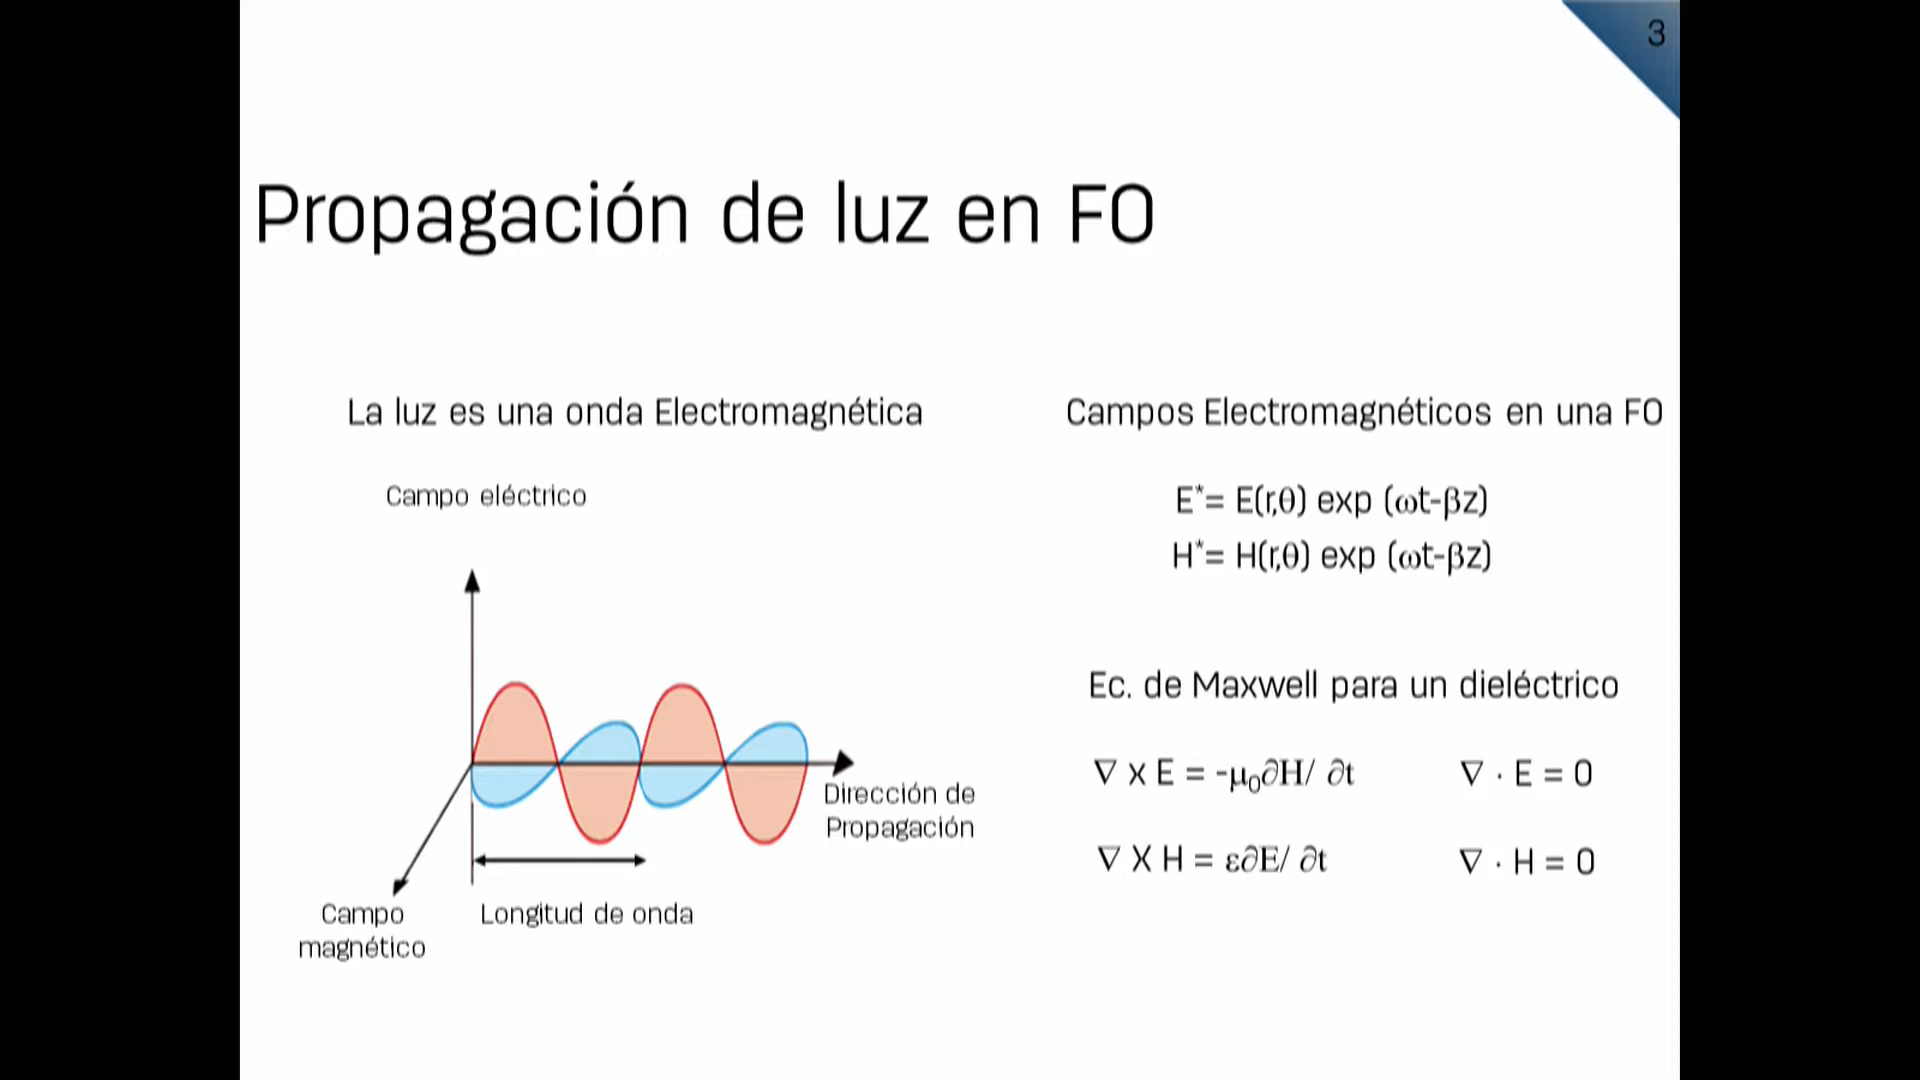 3
Propagación de luz en FO
La luz es una onda Electromagnética
Campo eléctrico
Dirección de
Propagación
Longitud de onda
Campo
magnético
Campos Electromagnéticos en una FO
E*= E(r,θ) exp (ωt-βz)
H*= H(r,θ) exp (ωt-βz)
Ec. de Maxwell para un dieléctrico
∇ x E = -μ₀∂H/ ∂t
∇ · E = 0
∇ X H = ε∂E/ ∂t
∇ · H = 0